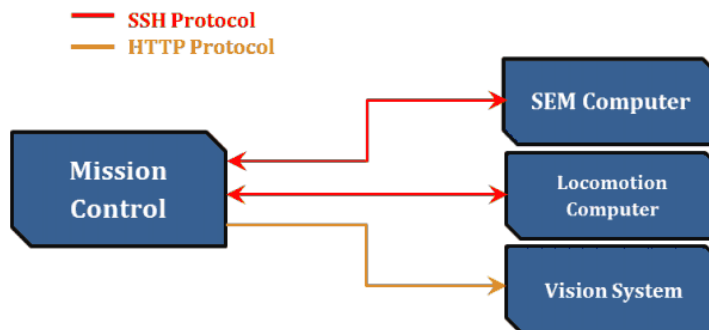 SSH Protocol
HTTP Protocol
SEM Computer
Mission
Control
Locomotion
Computer
Vision System